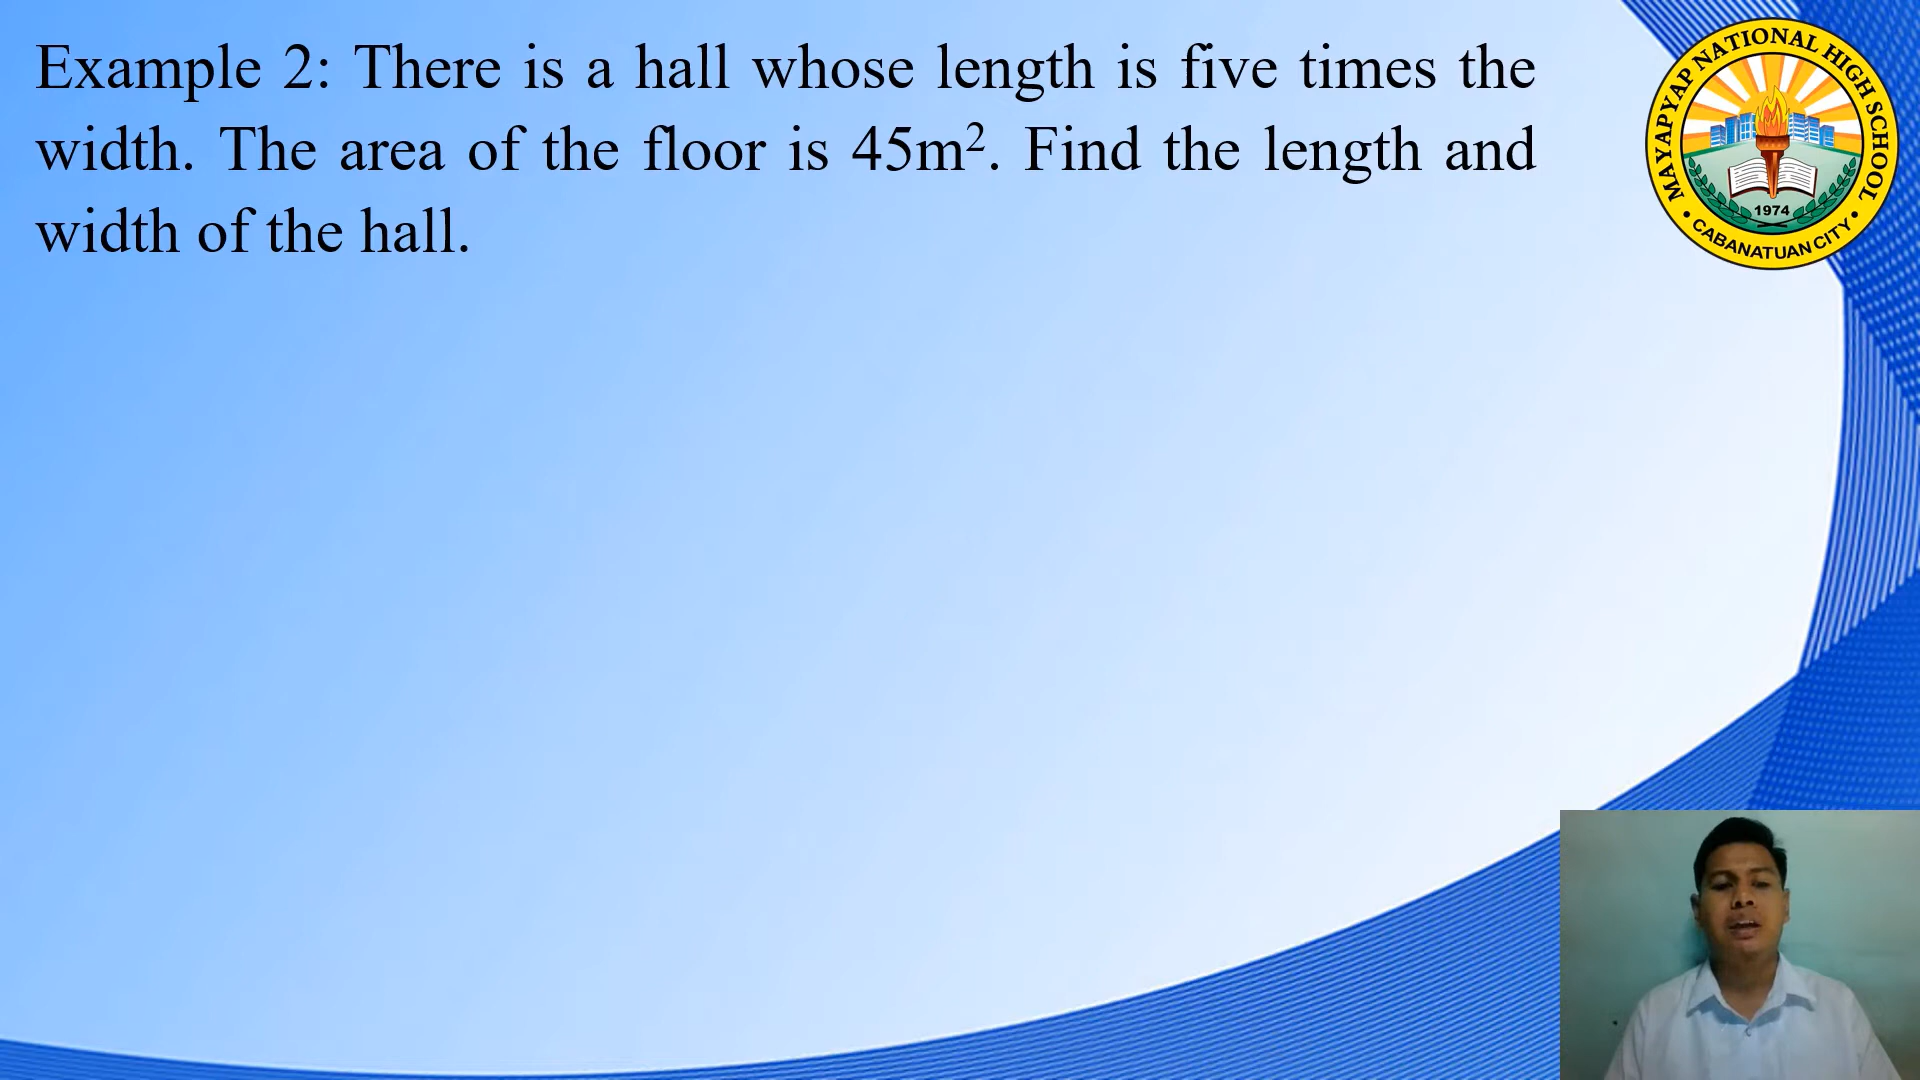 Example 2: There is a hall whose length is five times the
width. The area of the floor is 45m². Find the length and
width of the hall.
MAYAPYAP NATIONAL HIGH SCHOOL
1974
• CABANATUAN CITY •